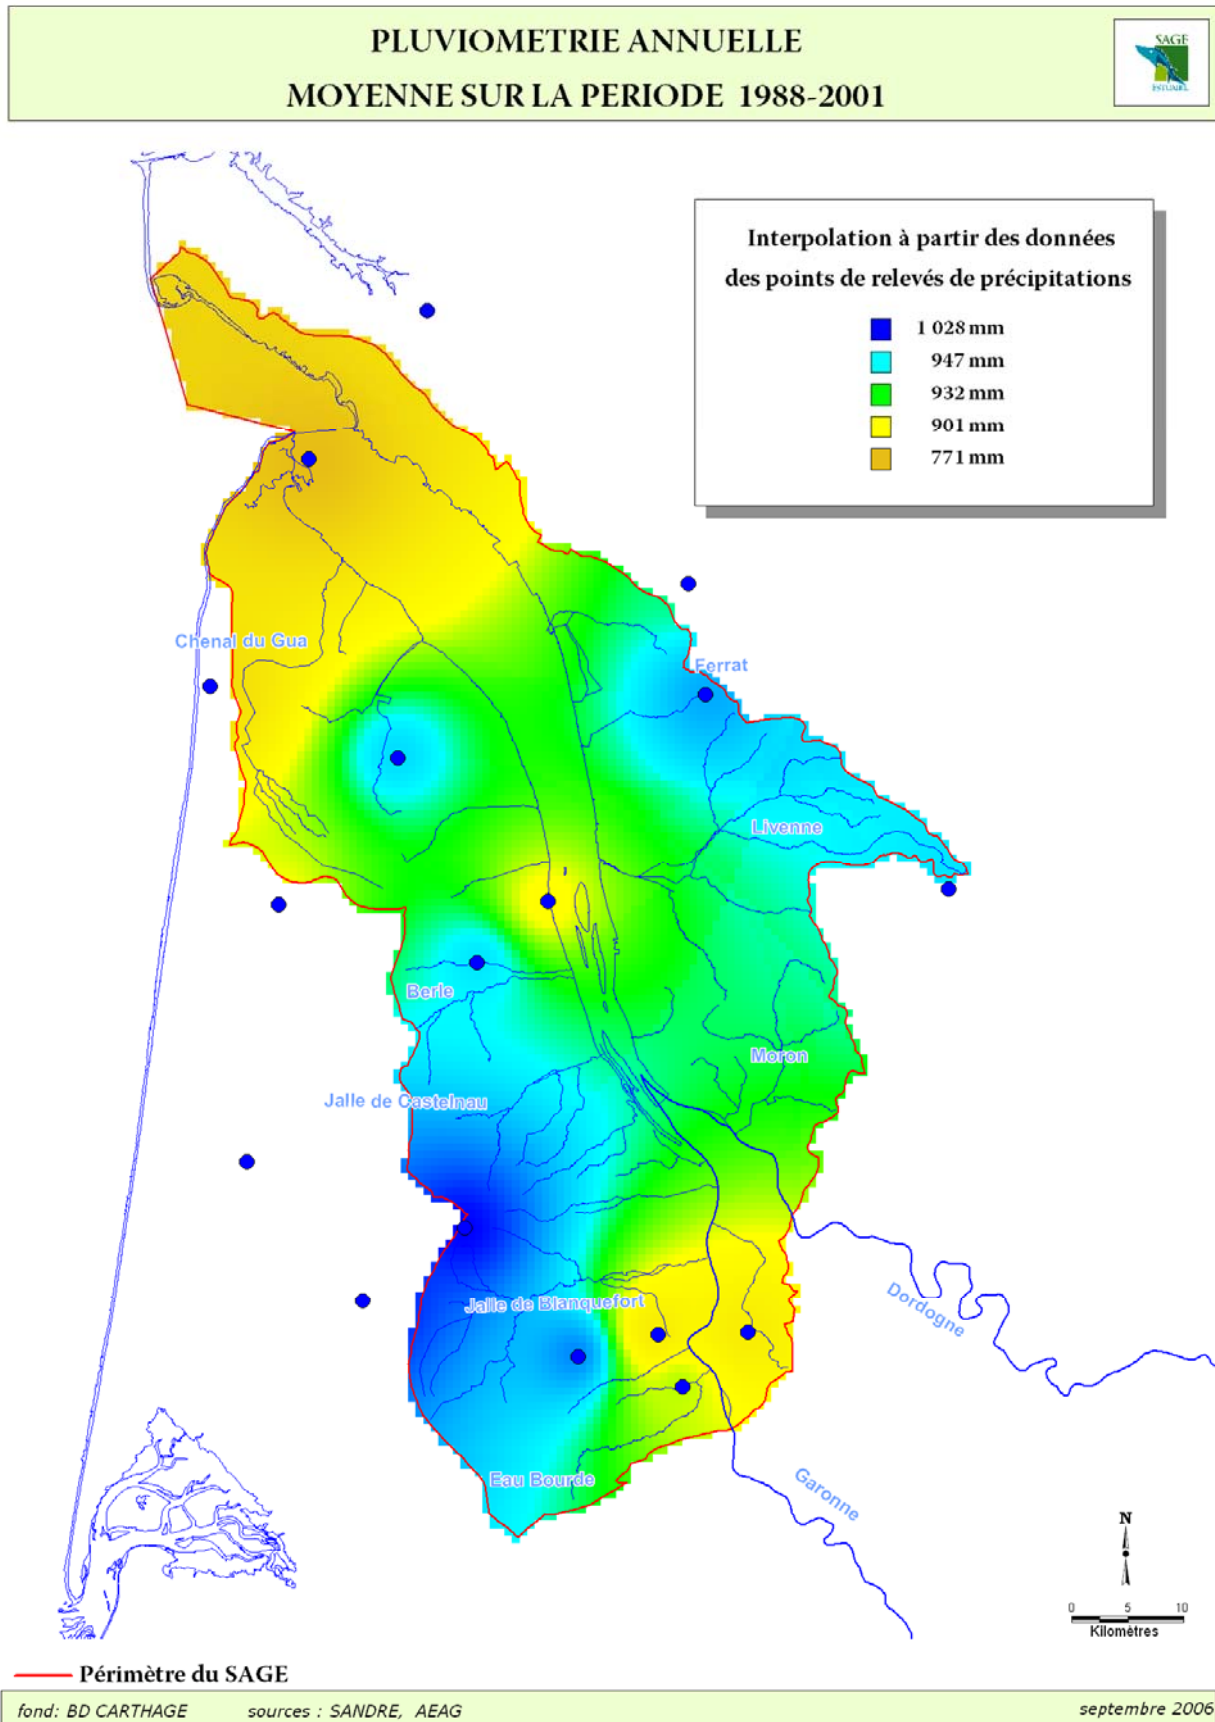 PLUVIOMETRIE ANNUELLE
MOYENNE SUR LA PERIODE 1988-2001
SAGE
ESTUAIRE
Interpolation à partir des données
des points de relevés de précipitations
1 028 mm
947 mm
932 mm
901 mm
771 mm
Chenal du Gua
Ferrat
Livenne
Berle
Moron
Jalle de Castelnau
Jalle de Blanquefort
Dordogne
Eau Bourde
Garonne
N
0 5 10
Kilomètres
Périmètre du SAGE
fond: BD CARTHAGE sources : SANDRE, AEAG septembre 2006